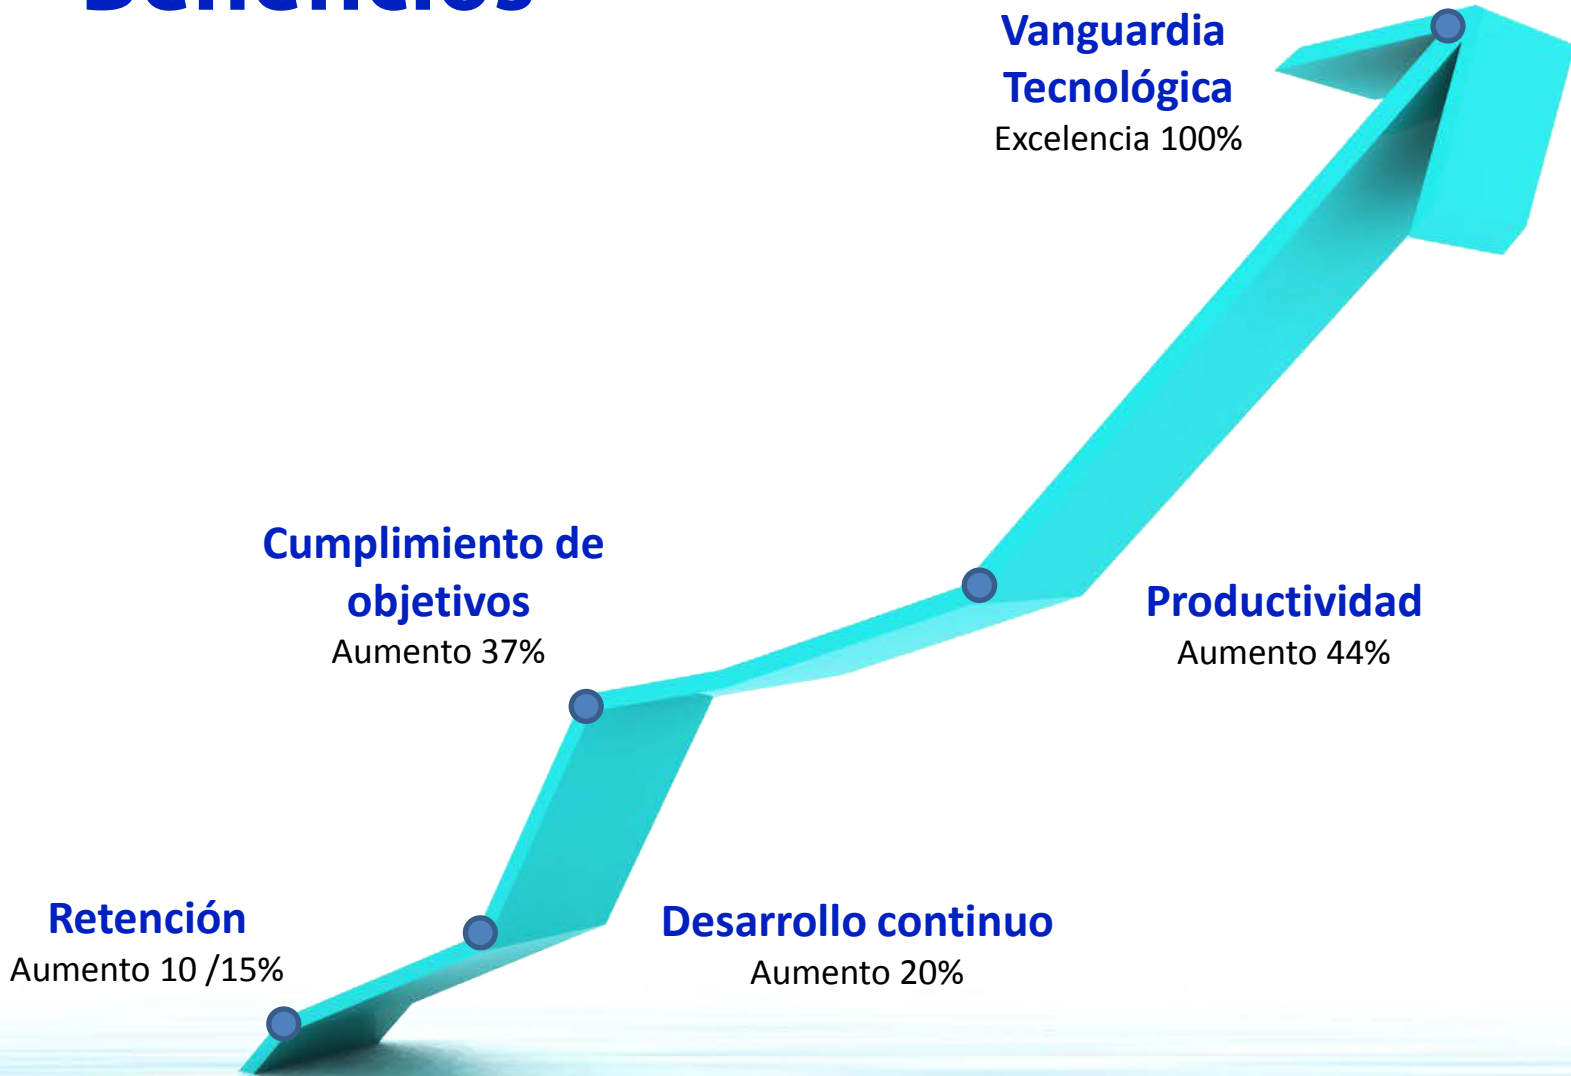 Beneficios
Vanguardia
Tecnológica
Excelencia 100%
Cumplimiento de
objetivos
Aumento 37%
Productividad
Aumento 44%
Retención
Aumento 10 /15%
Desarrollo continuo
Aumento 20%